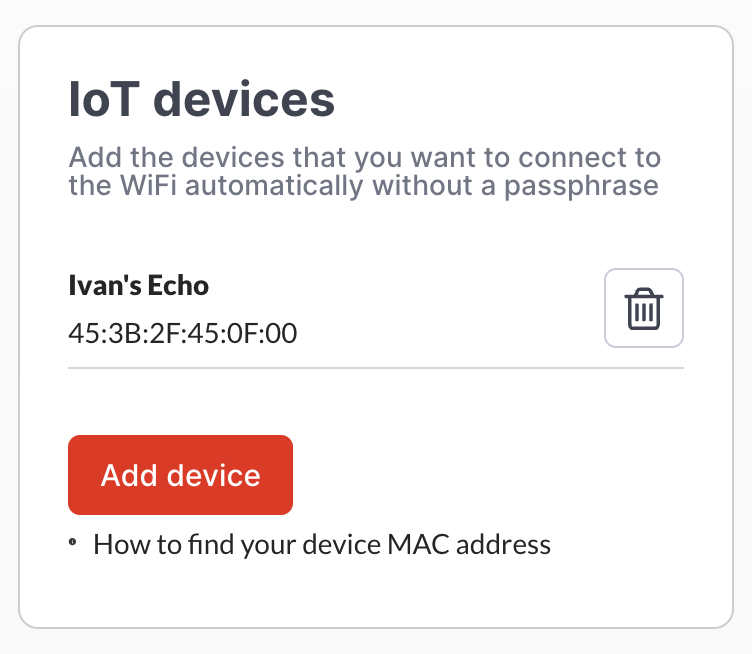 IoT devices
Add the devices that you want to connect to
the WiFi automatically without a passphrase
Ivan's Echo
45:3B:2F:45:0F:00
Add device
How to find your device MAC address